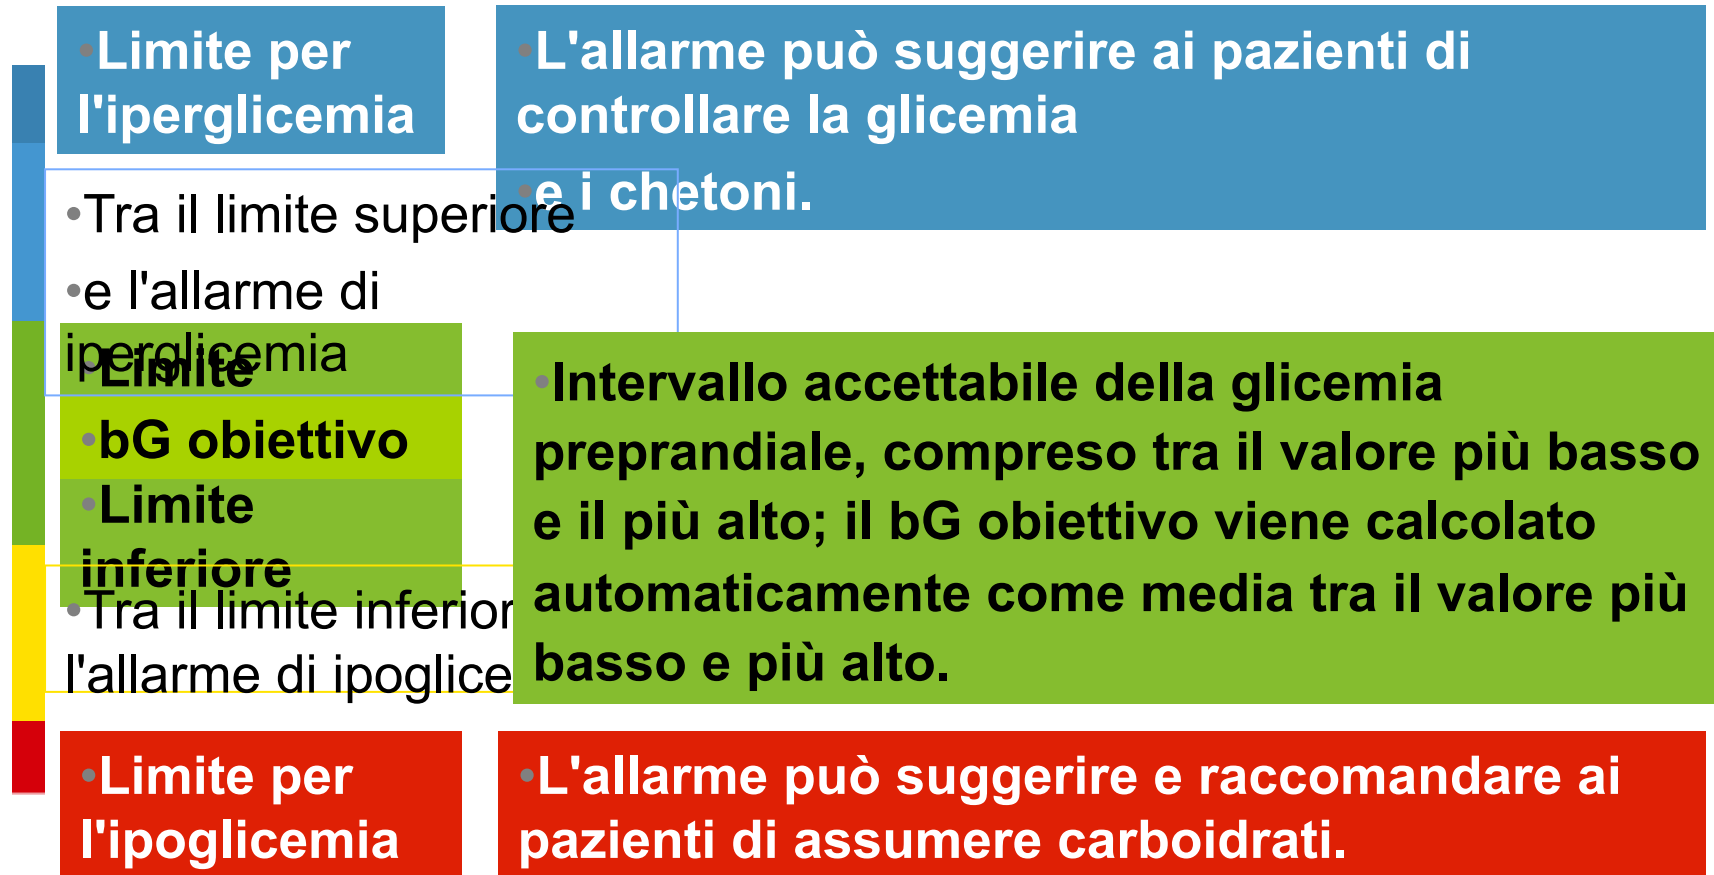 •Limite per
l'iperglicemia
•L'allarme può suggerire ai pazienti di
controllare la glicemia
•e i chetoni.
•Tra il limite superiore
•e l'allarme di
iperglicemia
•Limite
•bG obiettivo
•Limite
inferiore
•Intervallo accettabile della glicemia
preprandiale, compreso tra il valore più basso
e il più alto; il bG obiettivo viene calcolato
automaticamente come media tra il valore più
basso e più alto.
•Tra il limite inferior
l'allarme di ipoglice
•Limite per
l'ipoglicemia
•L'allarme può suggerire e raccomandare ai
pazienti di assumere carboidrati.